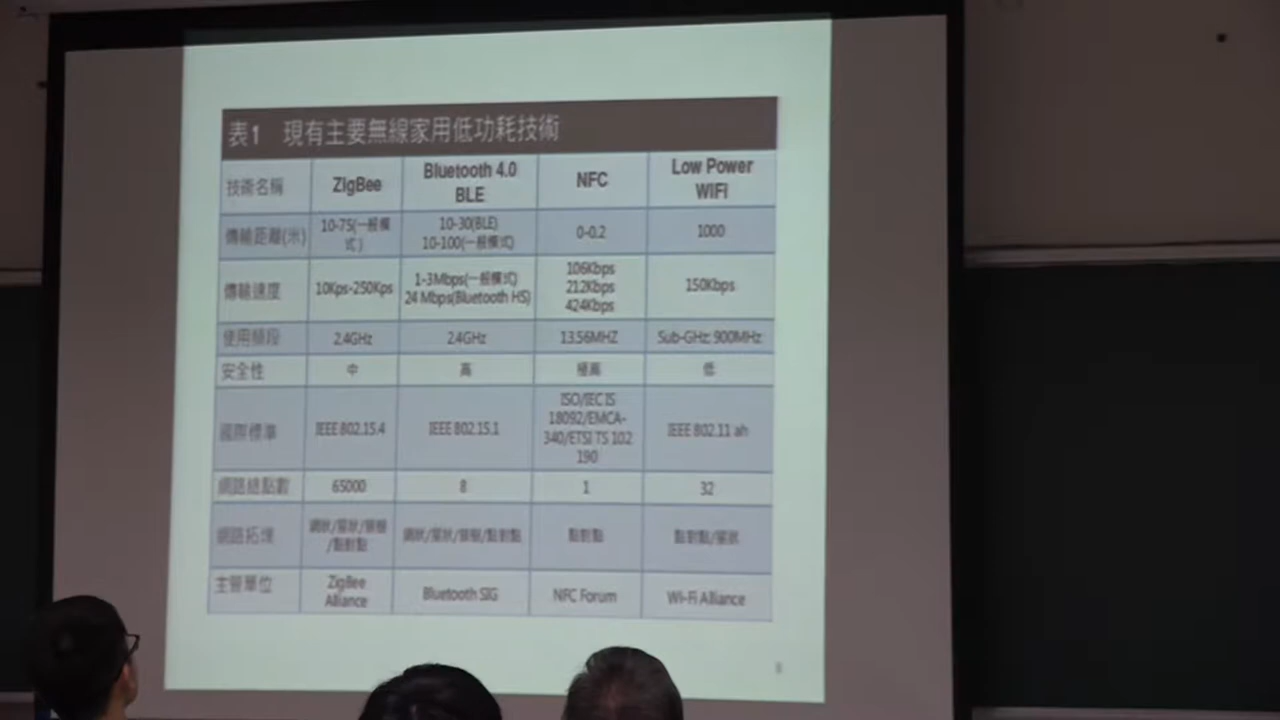 表1 現有主要無線家用低功耗技術
技術名稱 ZigBee Bluetooth 4.0 BLE NFC Low Power WIFI
傳輸距離(米) 10-75(一般模式) 10-30(BLE) 10-100(一般模式) 0-0.2 1000
傳輸速度 10Kps-250Kps 1-3Mbps(一般模式) 24 Mbps(Bluetooth HS) 106Kbps 212Kbps 424Kbps 150Kbps
使用頻段 2.4GHz 2.4GHz 13.56MHZ Sub-GHz: 900MHz
安全性 中 高 極高 低
國際標準 IEEE 802.15.4 IEEE 802.15.1 ISO/IEC IS 18092/EMCA-340/ETSI TS 102 190 IEEE 802.11 ah
網路總點數 65000 8 1 32
網路拓墣 點對點 點對點
主管單位 ZigBee Alliance Bluetooth SIG NFC Forum Wi-Fi Alliance
8